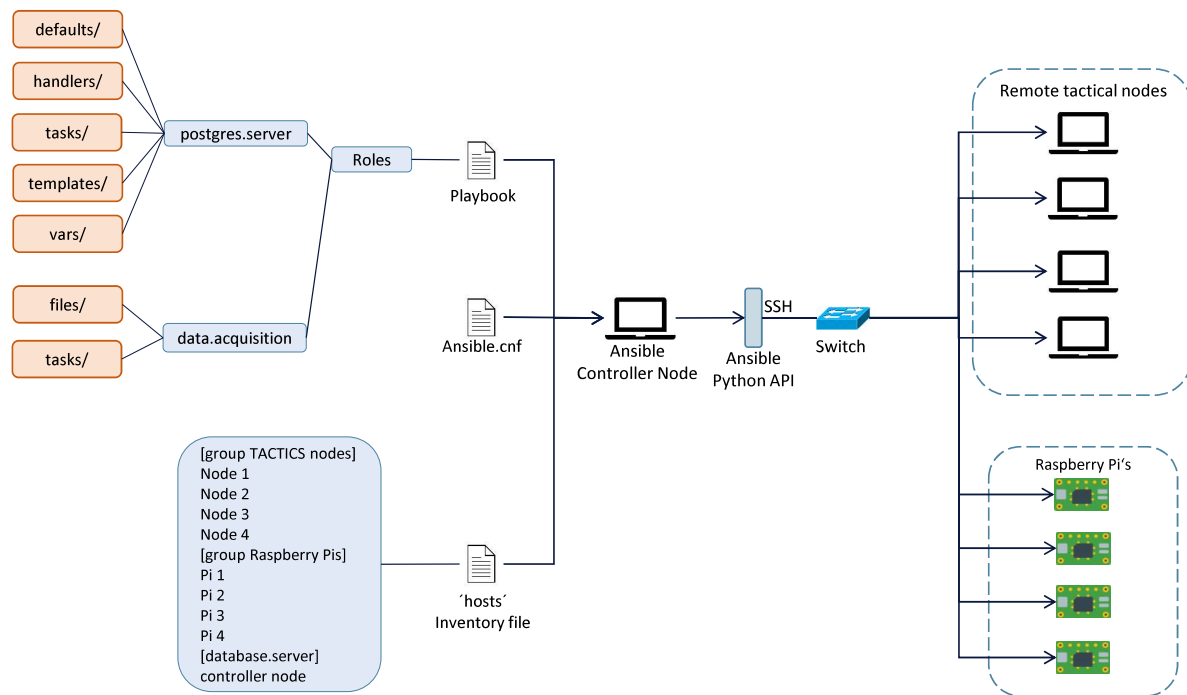 defaults/
handlers/
tasks/
templates/
vars/
postgres.server
files/
tasks/
data.acquisition
Roles
Playbook
Ansible.cnf
[group TACTICS nodes]
Node 1
Node 2
Node 3
Node 4
[group Raspberry Pis]
Pi 1
Pi 2
Pi 3
Pi 4
[database.server]
controller node
´hosts´
Inventory file
Ansible
Controller Node
SSH
Ansible
Python API
Switch
Remote tactical nodes
Raspberry Pi‘s